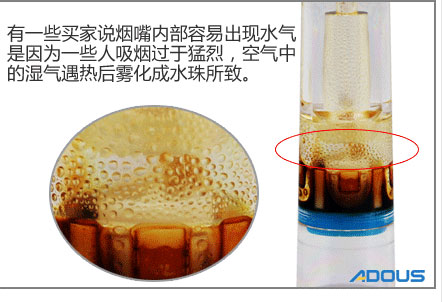 有一些买家说烟嘴内部容易出现水气
是因为一些人吸烟过于猛烈，空气中
的湿气遇热后雾化成水珠所致。
ADOUS